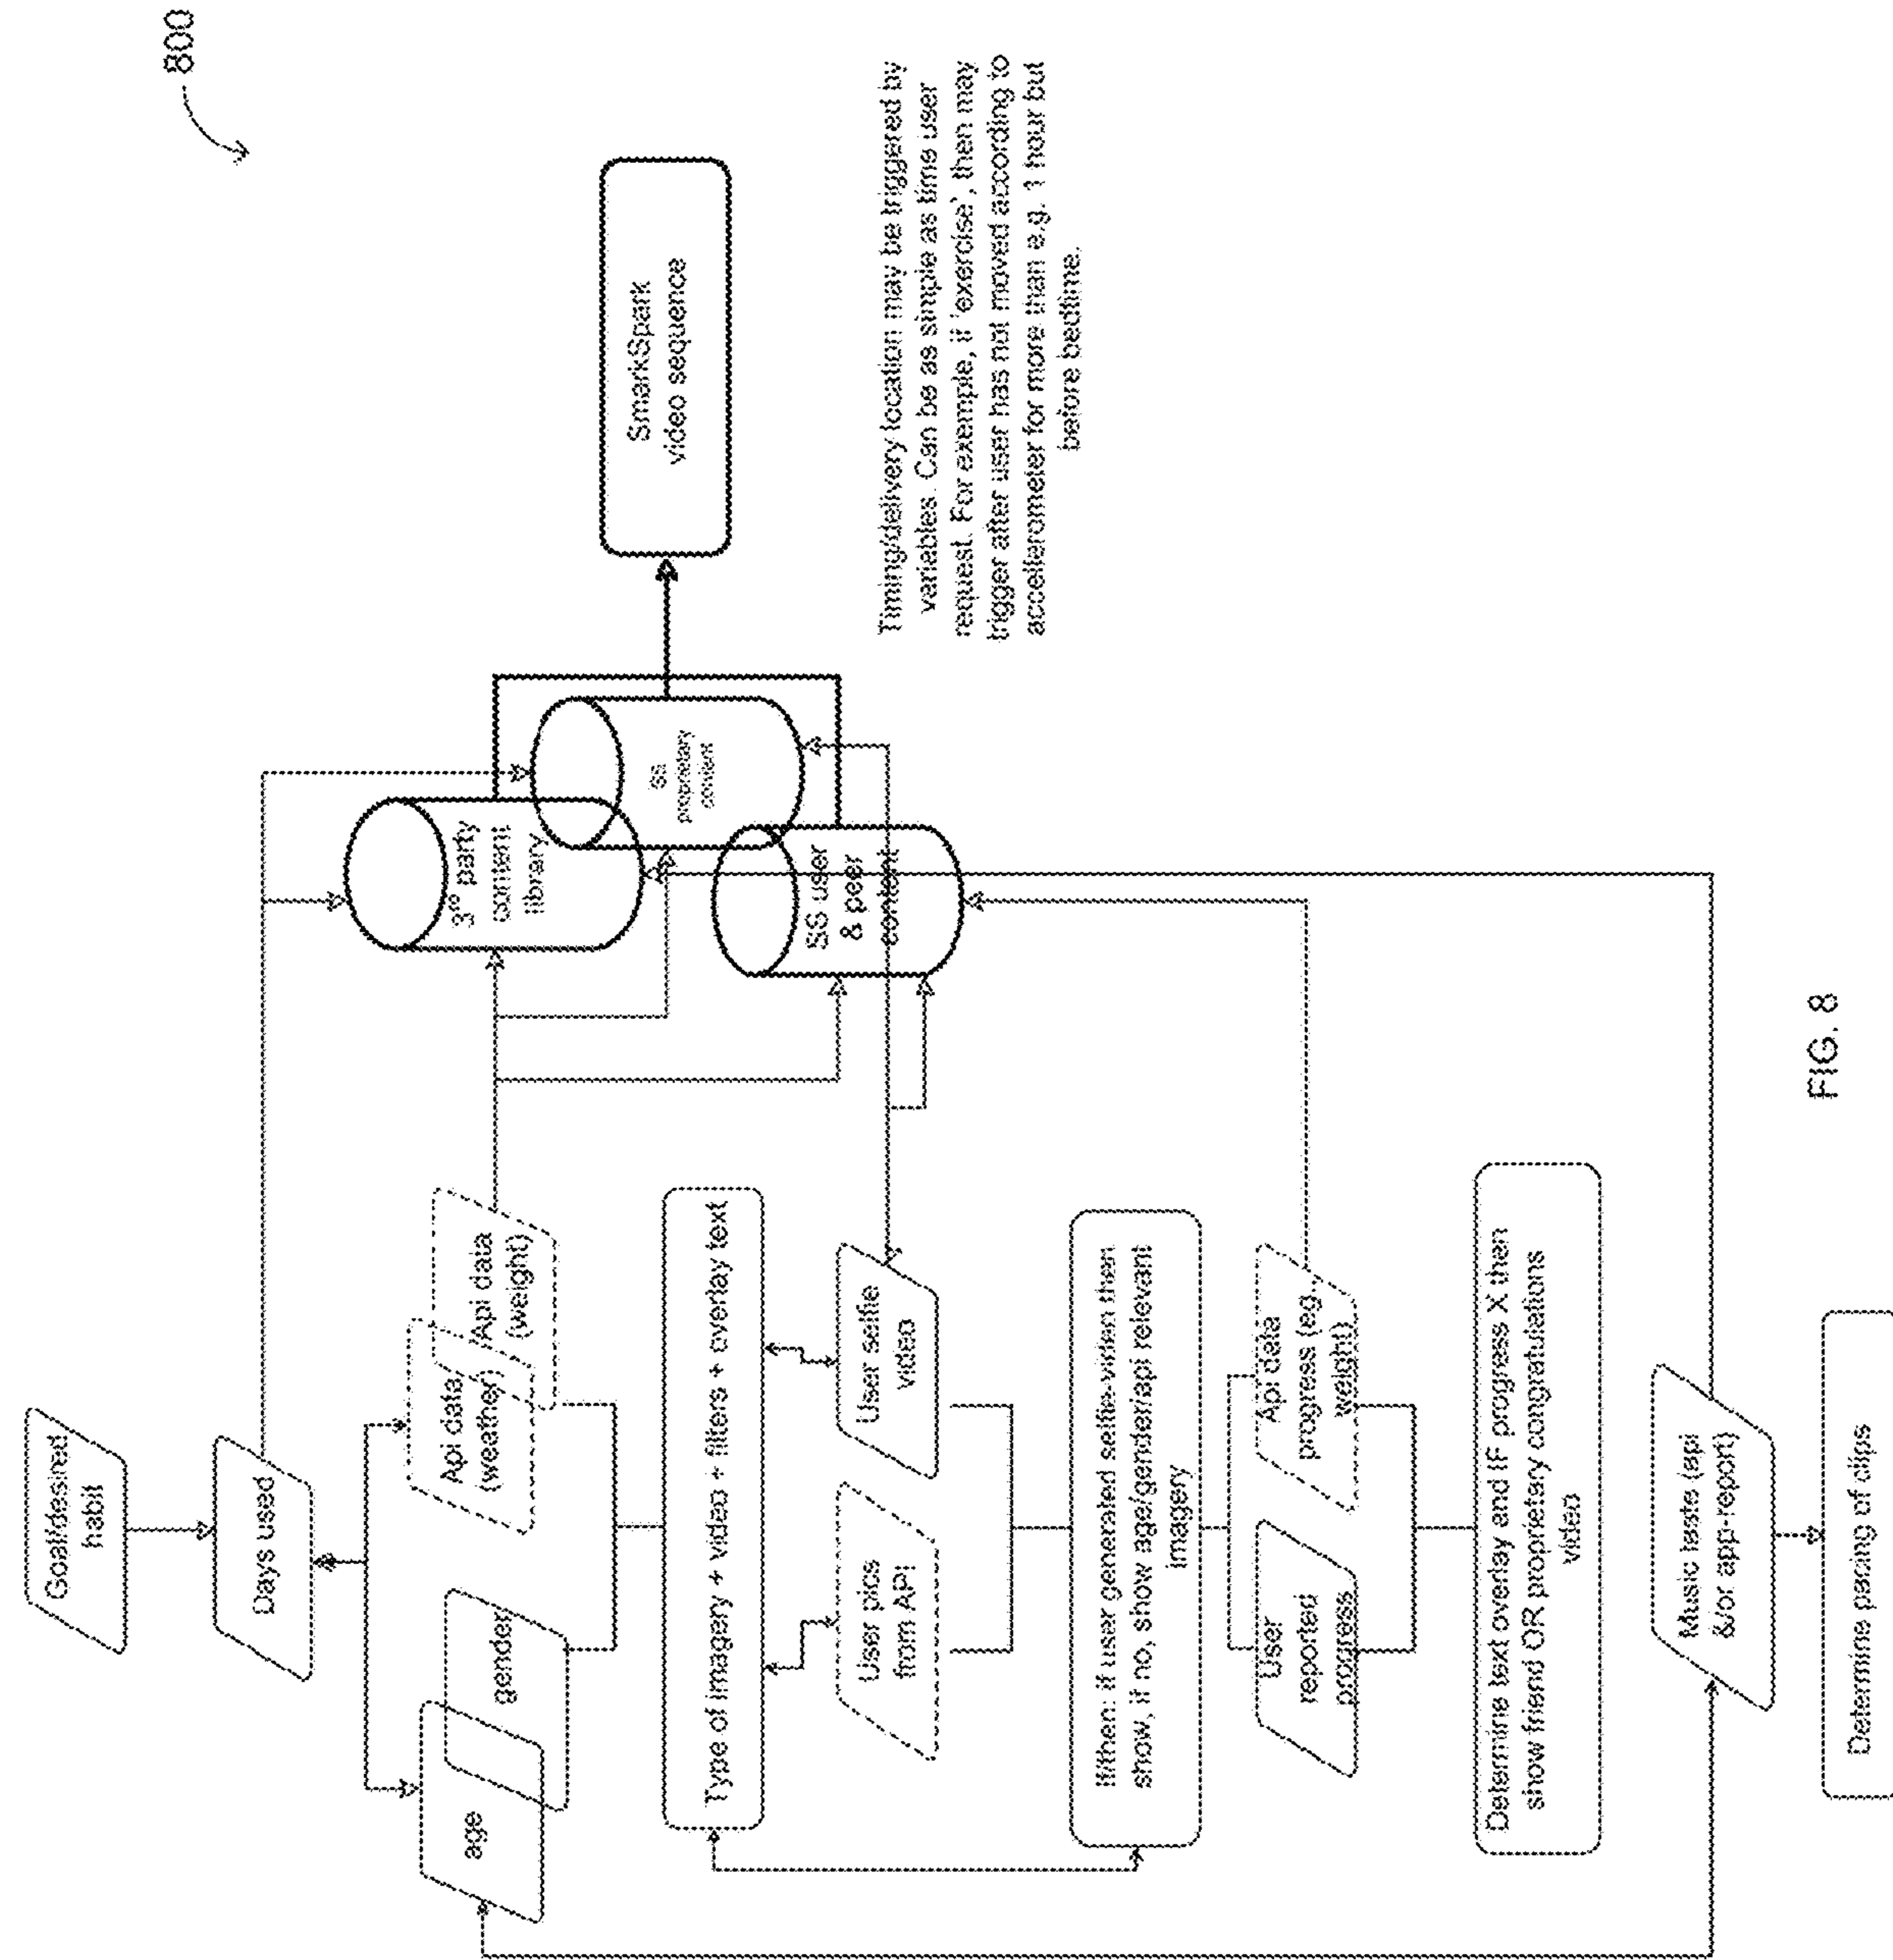 800
Goal/desired
habit
Days used
age
gender
Api data
(weather)
/Api data
(weight)
Type of imagery + video + filters + overlay text
User pics
from API
User selfie
video
If/then: if user generated selfie-video then
show, if no, show age/gender/api relevant
imagery
User
reported
progress
Api data
progress (eg.
weight)
Determine text overlay and IF progress X then
show friend OR proprietary congratulations
video
Music tastes (api
&/or app-report)
Determine pacing of clips
3rd party
content
library
ss
proprietary
content
SS user
& peer
content
SmarkSpark
video sequence
Timing/delivery location may be triggered by
variables. Can be as simple as time user
request. For example, if 'exercise', then may
trigger after user has not moved according to
accellerometer for more than e.g. 1 hour but
before bedtime.
FIG. 8